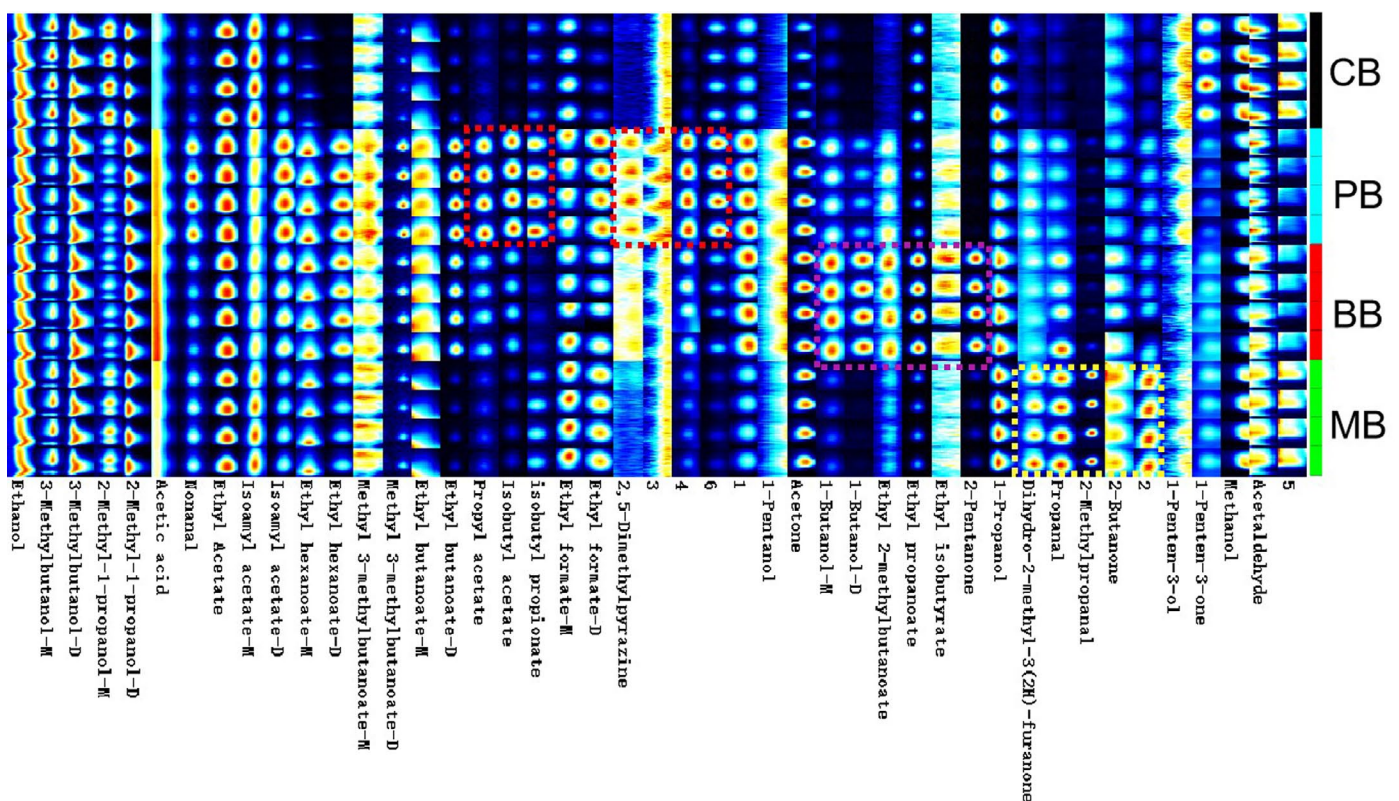 CB
PB
BB
MB
Ethanol
3-Methylbutanol-M
3-Methylbutanol-D
2-Methyl-1-propanol-M
2-Methyl-1-propanol-D
Acetic acid
Nonanal
Ethyl Acetate
Isoamyl acetate-M
Isoamyl acetate-D
Ethyl hexanoate-M
Ethyl hexanoate-D
Methyl 3-methylbutanoate-M
Methyl 3-methylbutanoate-D
Ethyl butanoate-M
Ethyl butanoate-D
Propyl acetate
Isobutyl acetate
isobutyl propionate
Ethyl formate-M
Ethyl formate-D
2,5-Dimethylpyrazine
3
4
6
1
1-Pentanol
Acetone
1-Butanol-M
1-Butanol-D
Ethyl 2-methylbutanoate
Ethyl propanoate
Ethyl isobutyrate
2-Pentanone
1-Propanol
Dihydro-2-methyl-3(2H)-furanone
Propanal
2-Methylpropanal
2-Butanone
2
1-Penten-3-ol
1-Penten-3-one
Methanol
Acetaldehyde
5